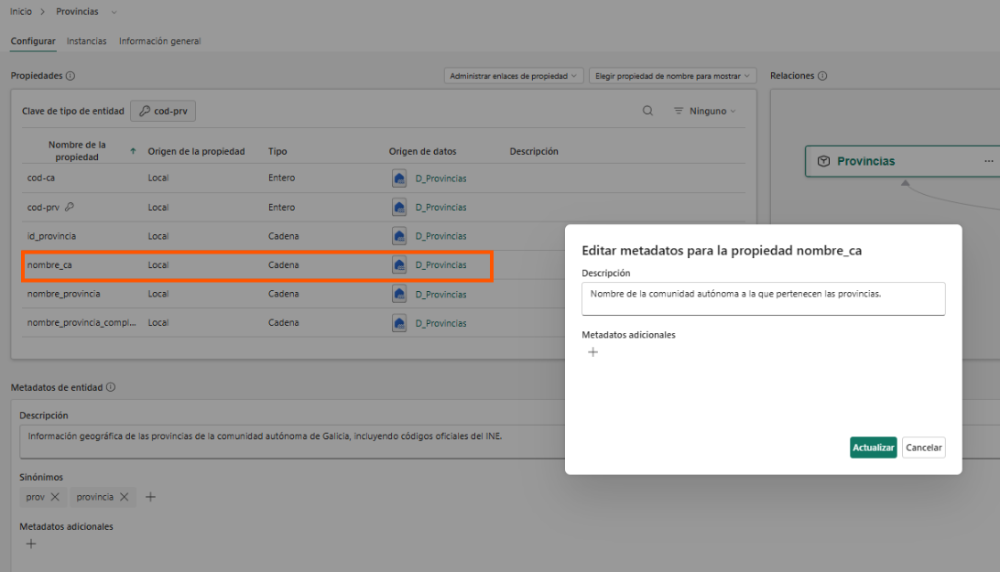 Inicio > Provincias
Configurar Instancias Información general
Propiedades Administrar enlaces de propiedad Elegir propiedad de nombre para mostrar Relaciones
Clave de tipo de entidad cod-prv Ninguno
Nombre de la propiedad Origen de la propiedad Tipo Origen de datos Descripción
cod-ca Local Entero D_Provincias
cod-prv Local Entero D_Provincias
id_provincia Local Cadena D_Provincias
nombre_ca Local Cadena D_Provincias
nombre_provincia Local Cadena D_Provincias
nombre_provincia_compl... Local Cadena D_Provincias
Provincias ...
Editar metadatos para la propiedad nombre_ca
Descripción
Nombre de la comunidad autónoma a la que pertenecen las provincias.
Metadatos adicionales
Actualizar Cancelar
Metadatos de entidad
Descripción
Información geográfica de las provincias de la comunidad autónoma de Galicia, incluyendo códigos oficiales del INE.
Sinónimos
prov provincia
Metadatos adicionales